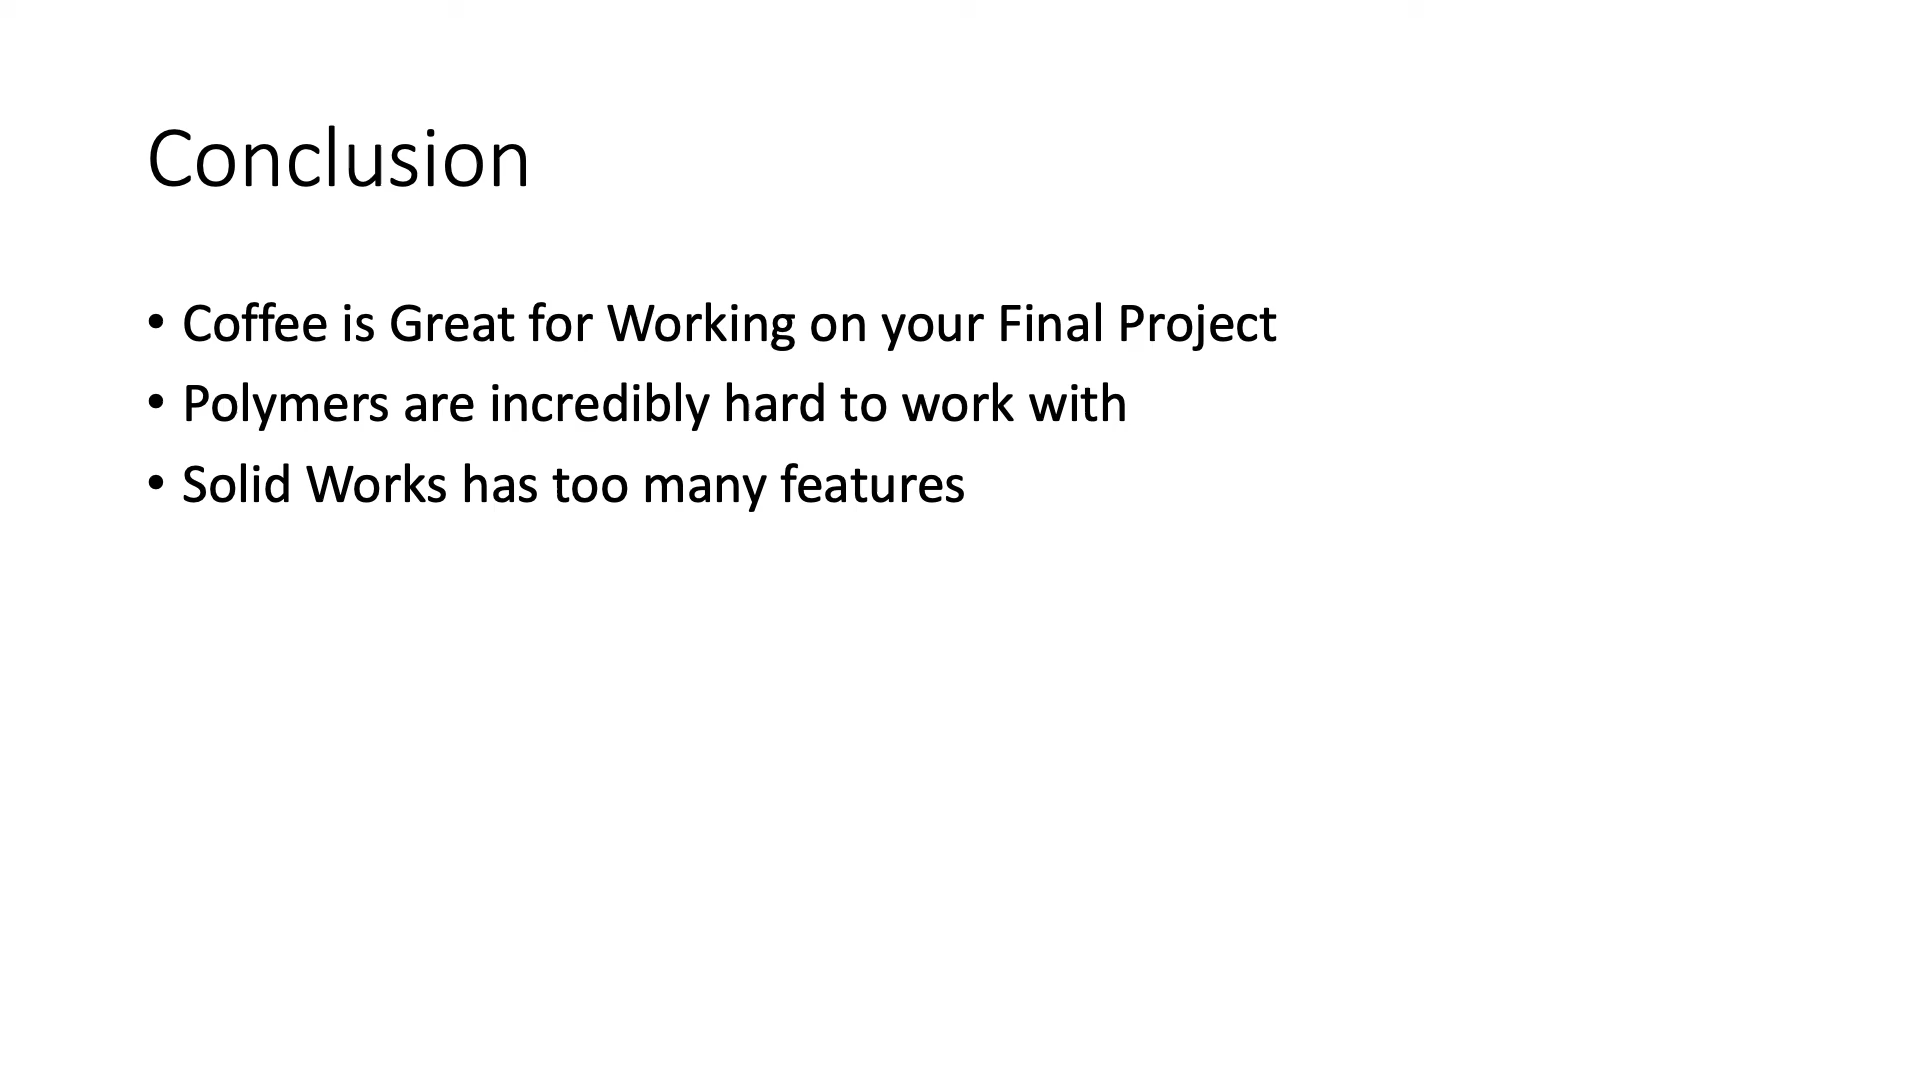 Conclusion
• Coffee is Great for Working on your Final Project
• Polymers are incredibly hard to work with
• Solid Works has too many features